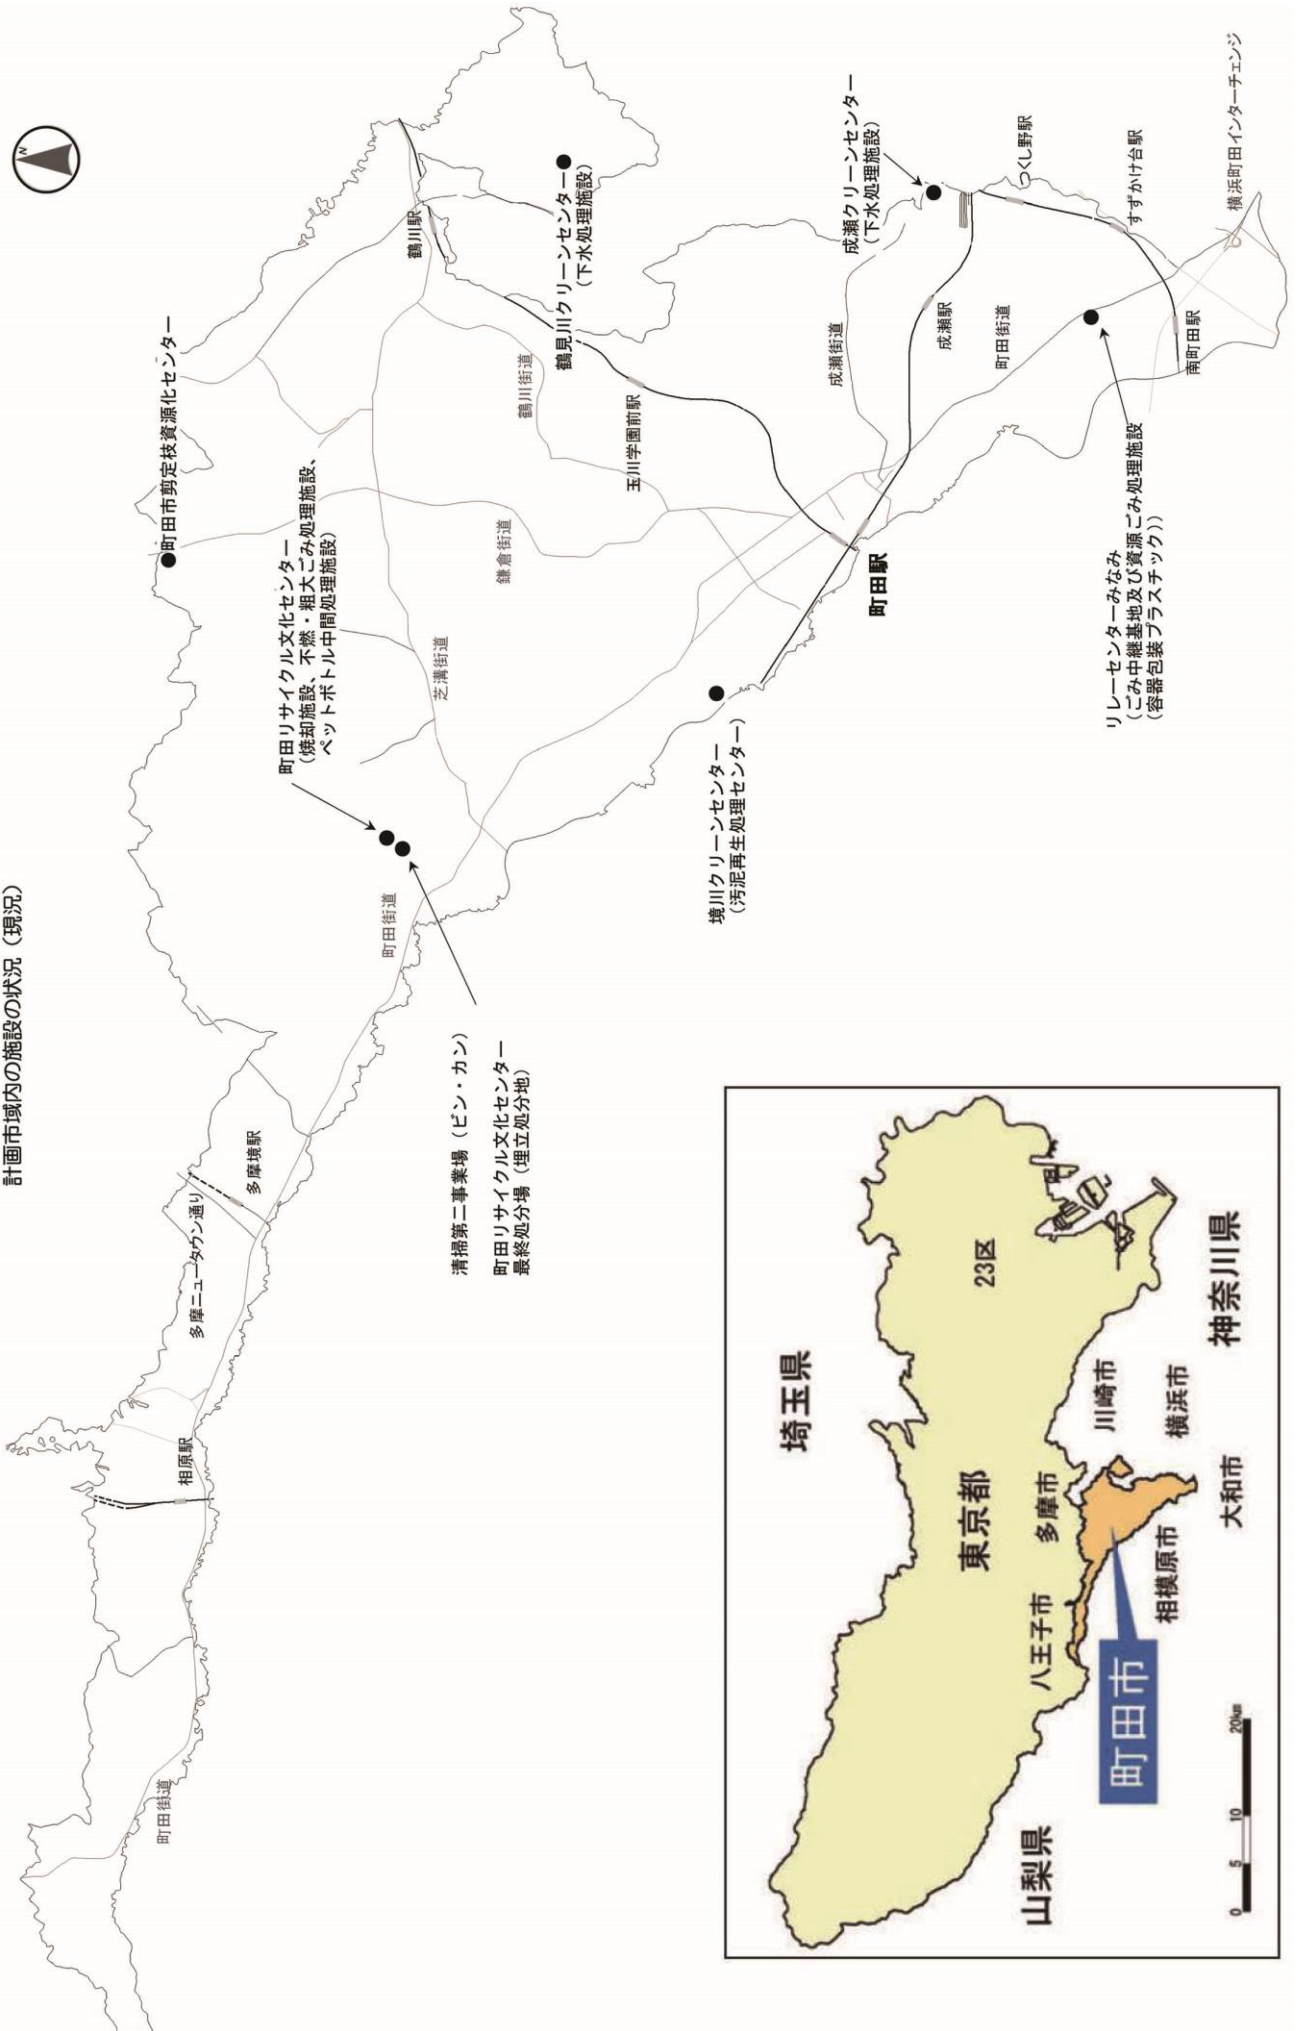 計画市域内の施設の状況（現況）
N
町田市剪定枝資源化センター
町田リサイクル文化センター
(焼却施設、不燃・粗大ごみ処理施設、
ペットボトル中間処理施設)
鶴川駅
鶴見川クリーンセンター
(下水処理施設)
鶴川街道
玉川学園前駅
鎌倉街道
芝溝街道
成瀬クリーンセンター
(下水処理施設)
つくし野駅
すずかけ台駅
横浜町田インターチェンジ
成瀬街道
成瀬駅
町田街道
南町田駅
町田駅
リレーセンターみなみ
(ごみ中継基地及び資源ごみ処理施設
(容器包装プラスチック))
境川クリーンセンター
(汚泥再生処理センター)
町田街道
清掃第二事業場（ビン・カン）
町田リサイクル文化センター
最終処分場（埋立処分地）
多摩境駅
多摩ニュータウン通り
相原駅
町田街道
埼玉県
東京都
23区
八王子市
多摩市
川崎市
横浜市
神奈川県
大和市
相模原市
町田市
山梨県
0 5 10 20km